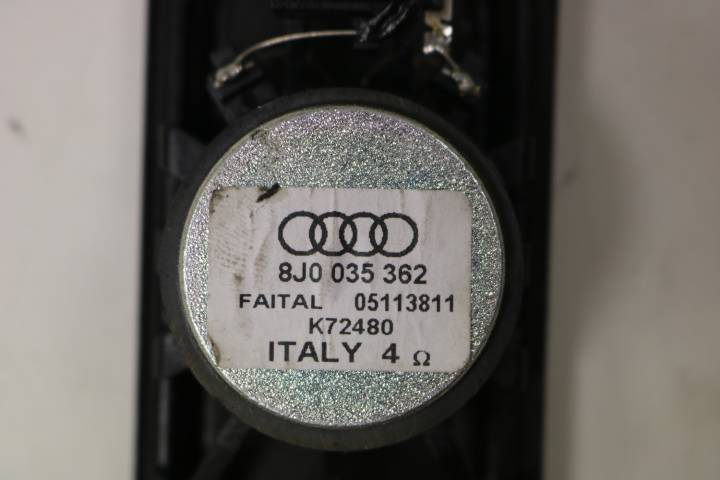 8J0 035 362
FAITAL 05113811
K72480
ITALY 4 Ω